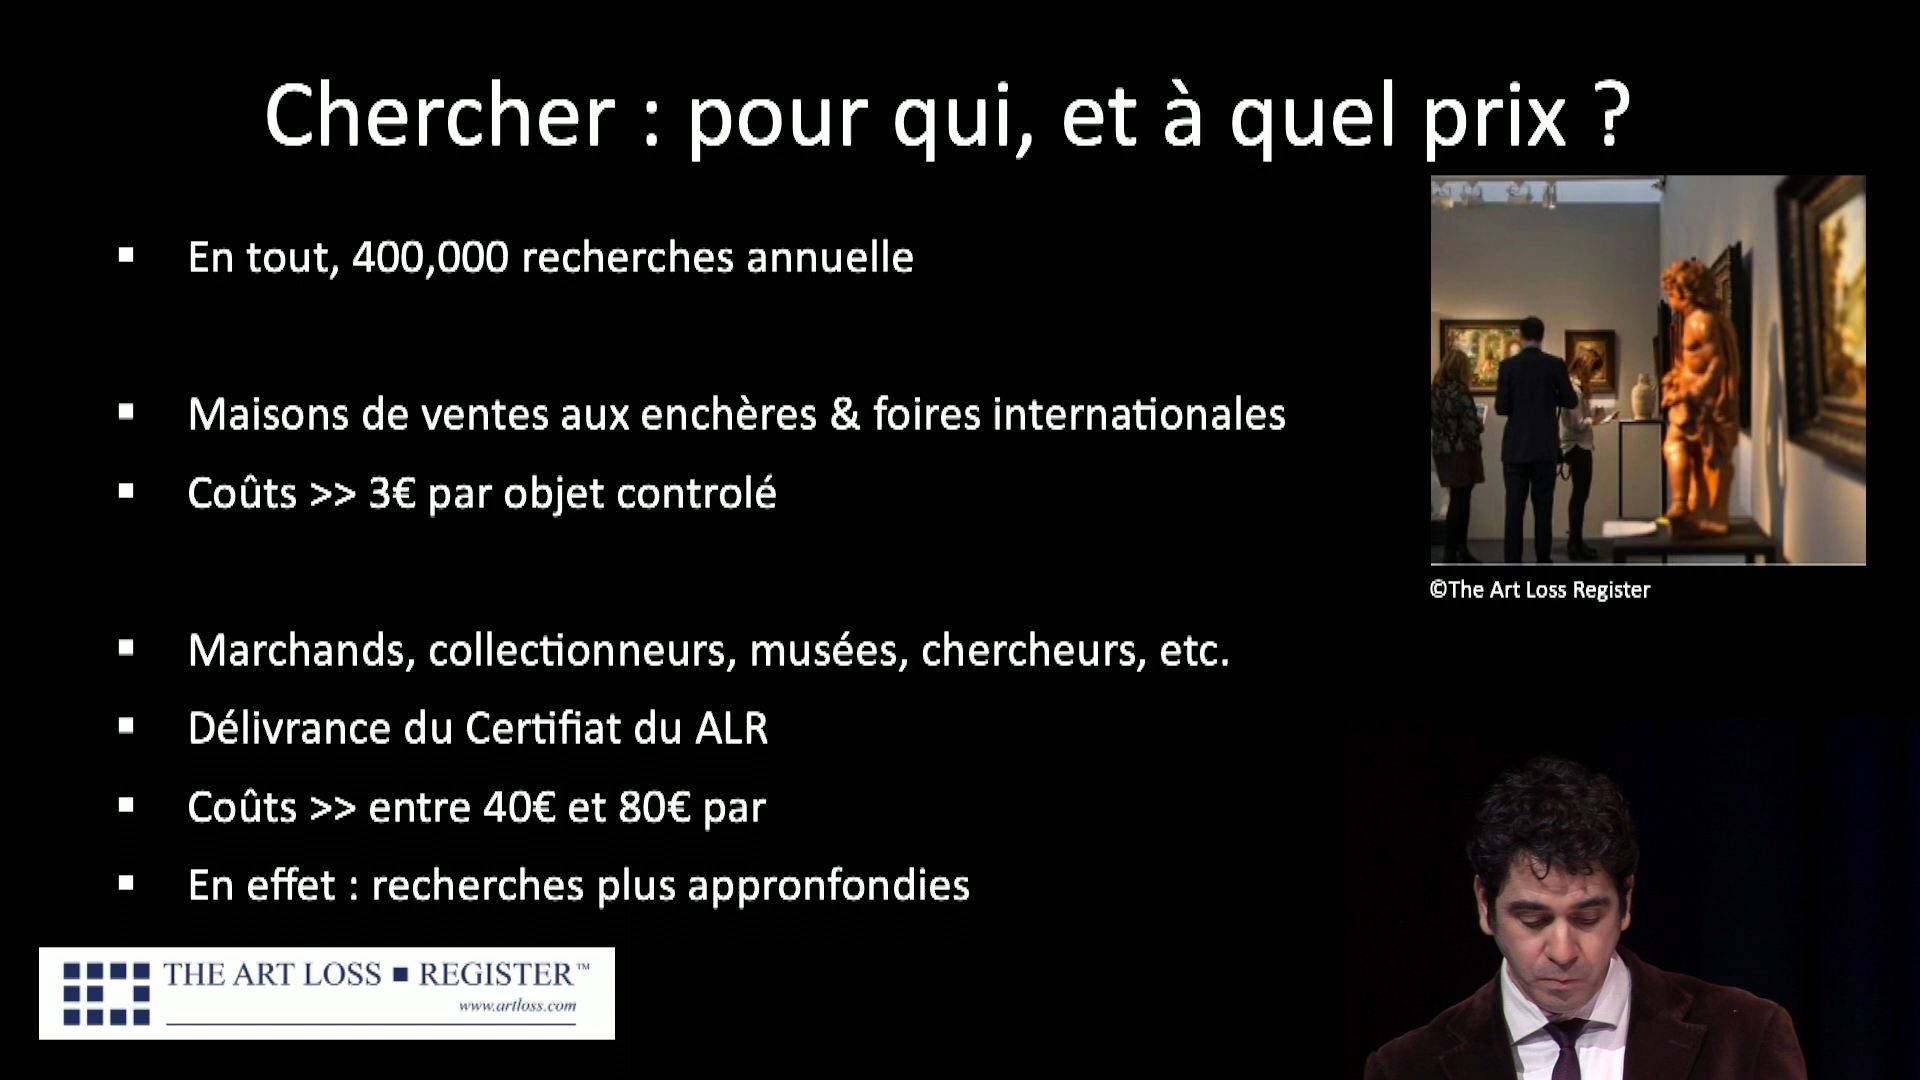 Chercher : pour qui, et à quel prix ?
En tout, 400,000 recherches annuelle
Maisons de ventes aux enchères & foires internationales
Coûts >> 3€ par objet controlé
©The Art Loss Register
Marchands, collectionneurs, musées, chercheurs, etc.
Délivrance du Certifiat du ALR
Coûts >> entre 40€ et 80€ par
En effet : recherches plus appronfondies
THE ART LOSS ■ REGISTER™
www.artloss.com